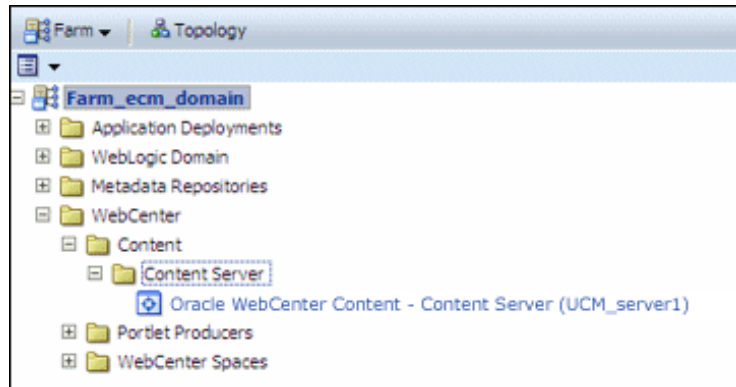 Farm Topology
Farm_ecm_domain
Application Deployments
WebLogic Domain
Metadata Repositories
WebCenter
Content
Content Server
Oracle WebCenter Content - Content Server (UCM_server1)
Portlet Producers
WebCenter Spaces